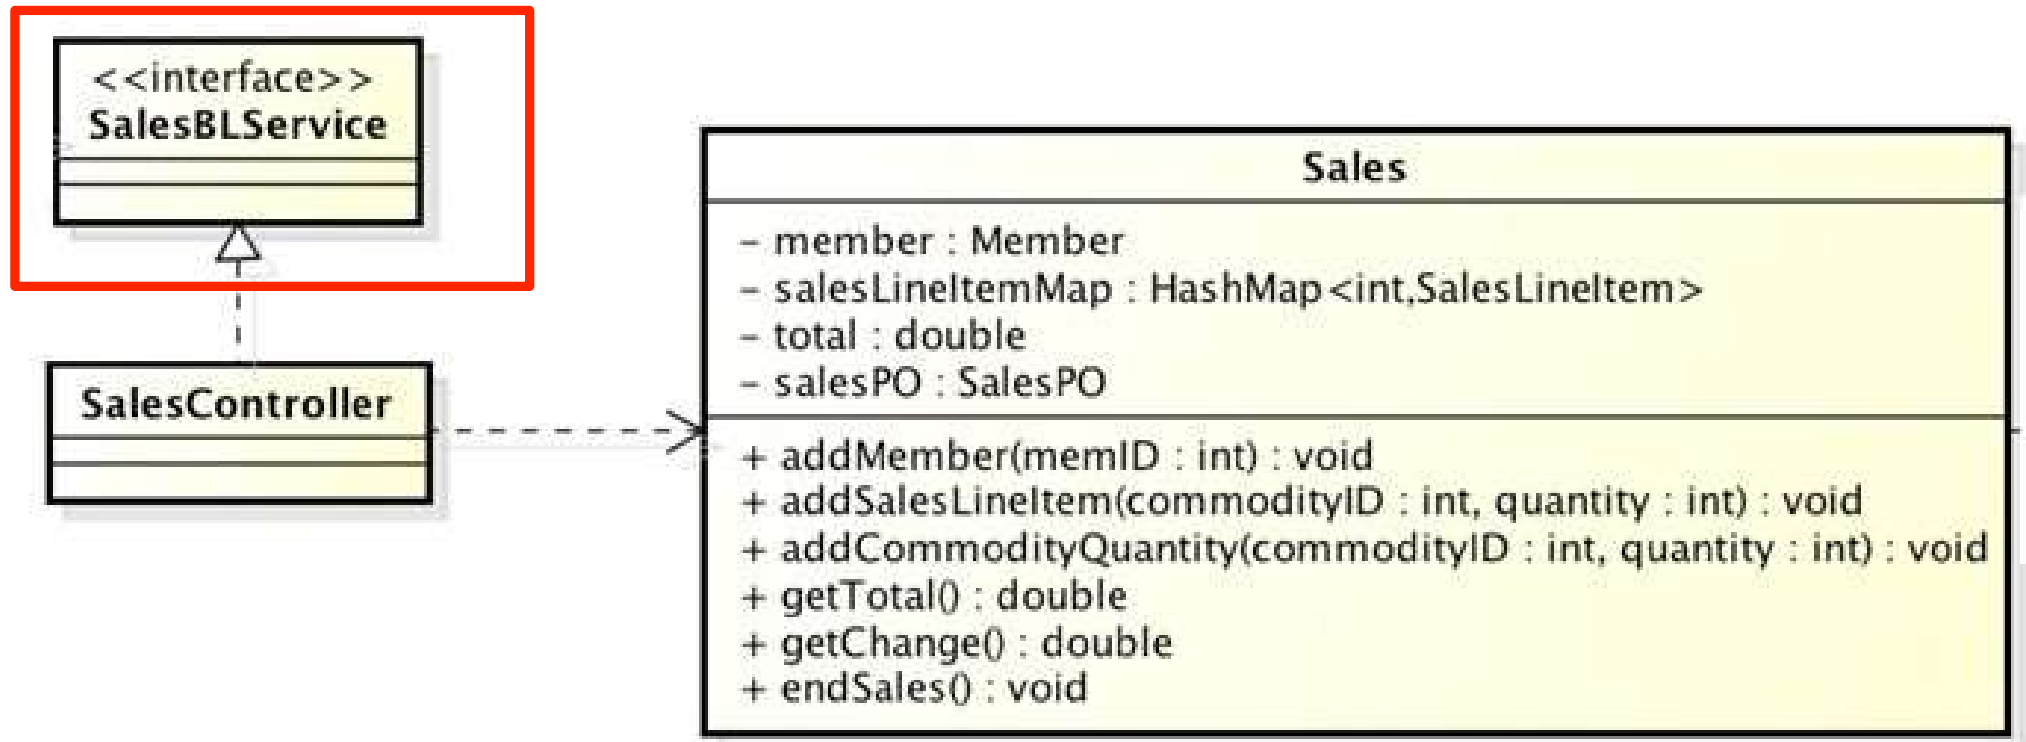 <<interface>>
SalesBLService
SalesController
Sales
- member : Member
- salesLineItemMap : HashMap<int,SalesLineItem>
- total : double
- salesPO : SalesPO
+ addMember(memID : int) : void
+ addSalesLineItem(commodityID : int, quantity : int) : void
+ addCommodityQuantity(commodityID : int, quantity : int) : void
+ getTotal() : double
+ getChange() : double
+ endSales() : void